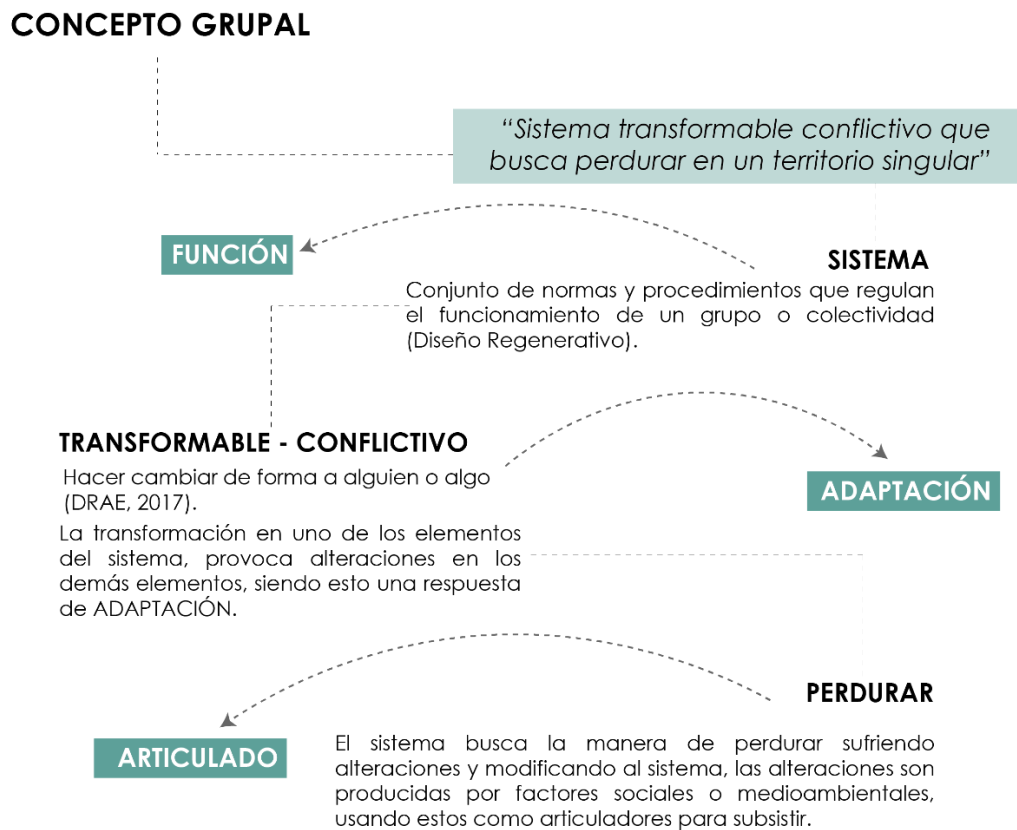 CONCEPTO GRUPAL
“Sistema transformable conflictivo que
busca perdurar en un territorio singular”
FUNCIÓN
SISTEMA
Conjunto de normas y procedimientos que regulan
el funcionamiento de un grupo o colectividad
(Diseño Regenerativo).
TRANSFORMABLE - CONFLICTIVO
Hacer cambiar de forma a alguien o algo
(DRAE, 2017).
La transformación en uno de los elementos
del sistema, provoca alteraciones en los
demás elementos, siendo esto una respuesta
de ADAPTACIÓN.
ADAPTACIÓN
PERDURAR
ARTICULADO
El sistema busca la manera de perdurar sufriendo
alteraciones y modificando al sistema, las alteraciones son
producidas por factores sociales o medioambientales,
usando estos como articuladores para subsistir.